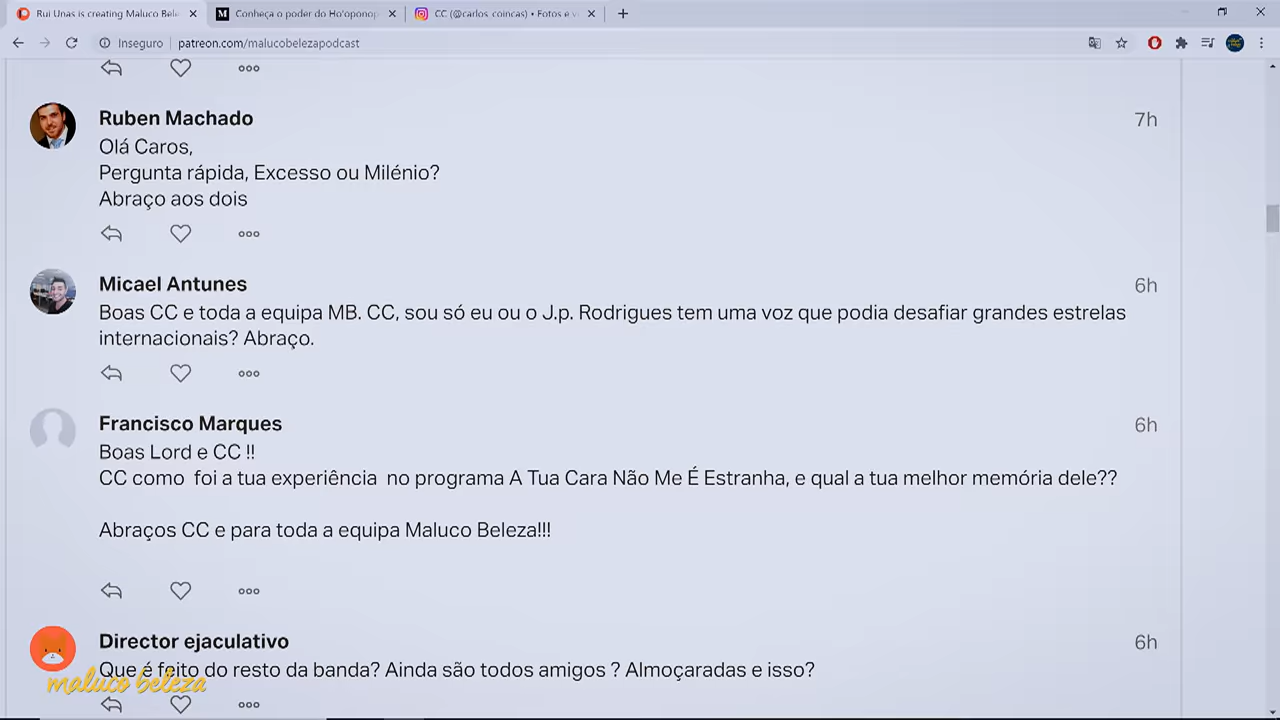 Rui Unas is creating Maluco Bele
Conheça o poder do Ho'oponop
CC (@carlos_coincas) • Fotos e v
Inseguro
patreon.com/malucobelezapodcast
Ruben Machado
7h
Olá Caros,
Pergunta rápida, Excesso ou Milénio?
Abraço aos dois
Micael Antunes
6h
Boas CC e toda a equipa MB. CC, sou só eu ou o J.p. Rodrigues tem uma voz que podia desafiar grandes estrelas
internacionais? Abraço.
Francisco Marques
6h
Boas Lord e CC !!
CC como  foi a tua experiência  no programa A Tua Cara Não Me É Estranha, e qual a tua melhor memória dele??
Abraços CC e para toda a equipa Maluco Beleza!!!
Director ejaculativo
6h
Que é feito do resto da banda? Ainda são todos amigos ? Almoçaradas e isso?
maluco beleza